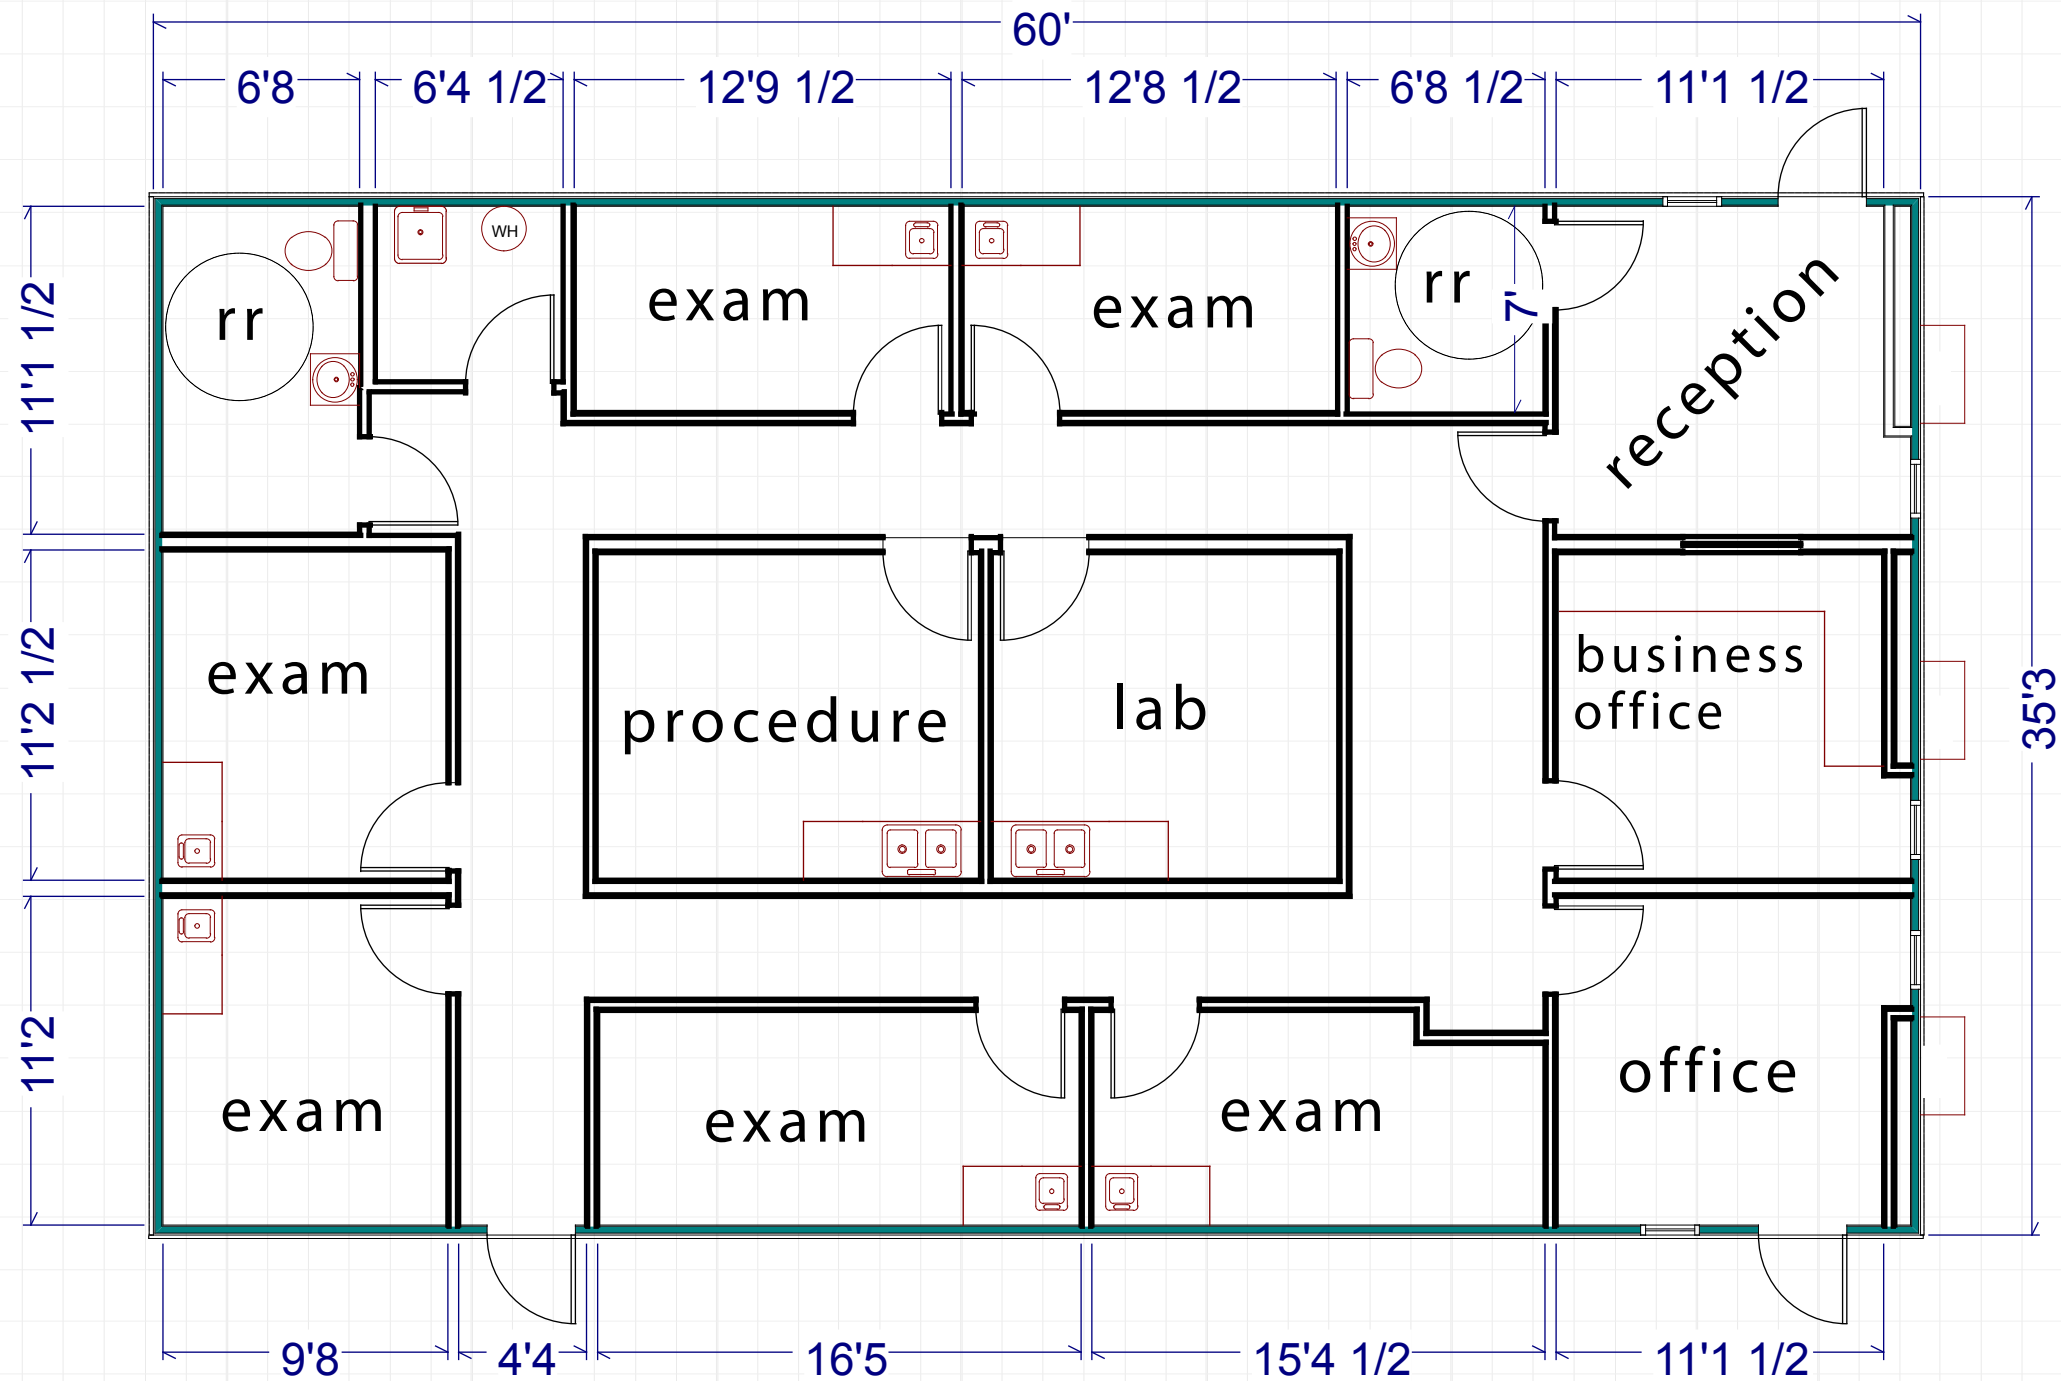 60'
6'8
6'4 1/2
12'9 1/2
12'8 1/2
6'8 1/2
11'1 1/2
WH
rr
exam
exam
rr
7'
reception
11'1 1/2
exam
procedure
lab
business
office
11'2 1/2
35'3
exam
exam
exam
office
11'2
9'8
4'4
16'5
15'4 1/2
11'1 1/2